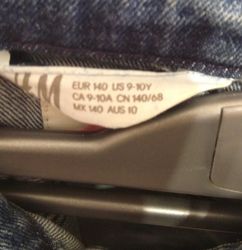 H&M
EUR 140 US 9-10Y
CA 9-10A CN 140/68
MX 140 AUS 10